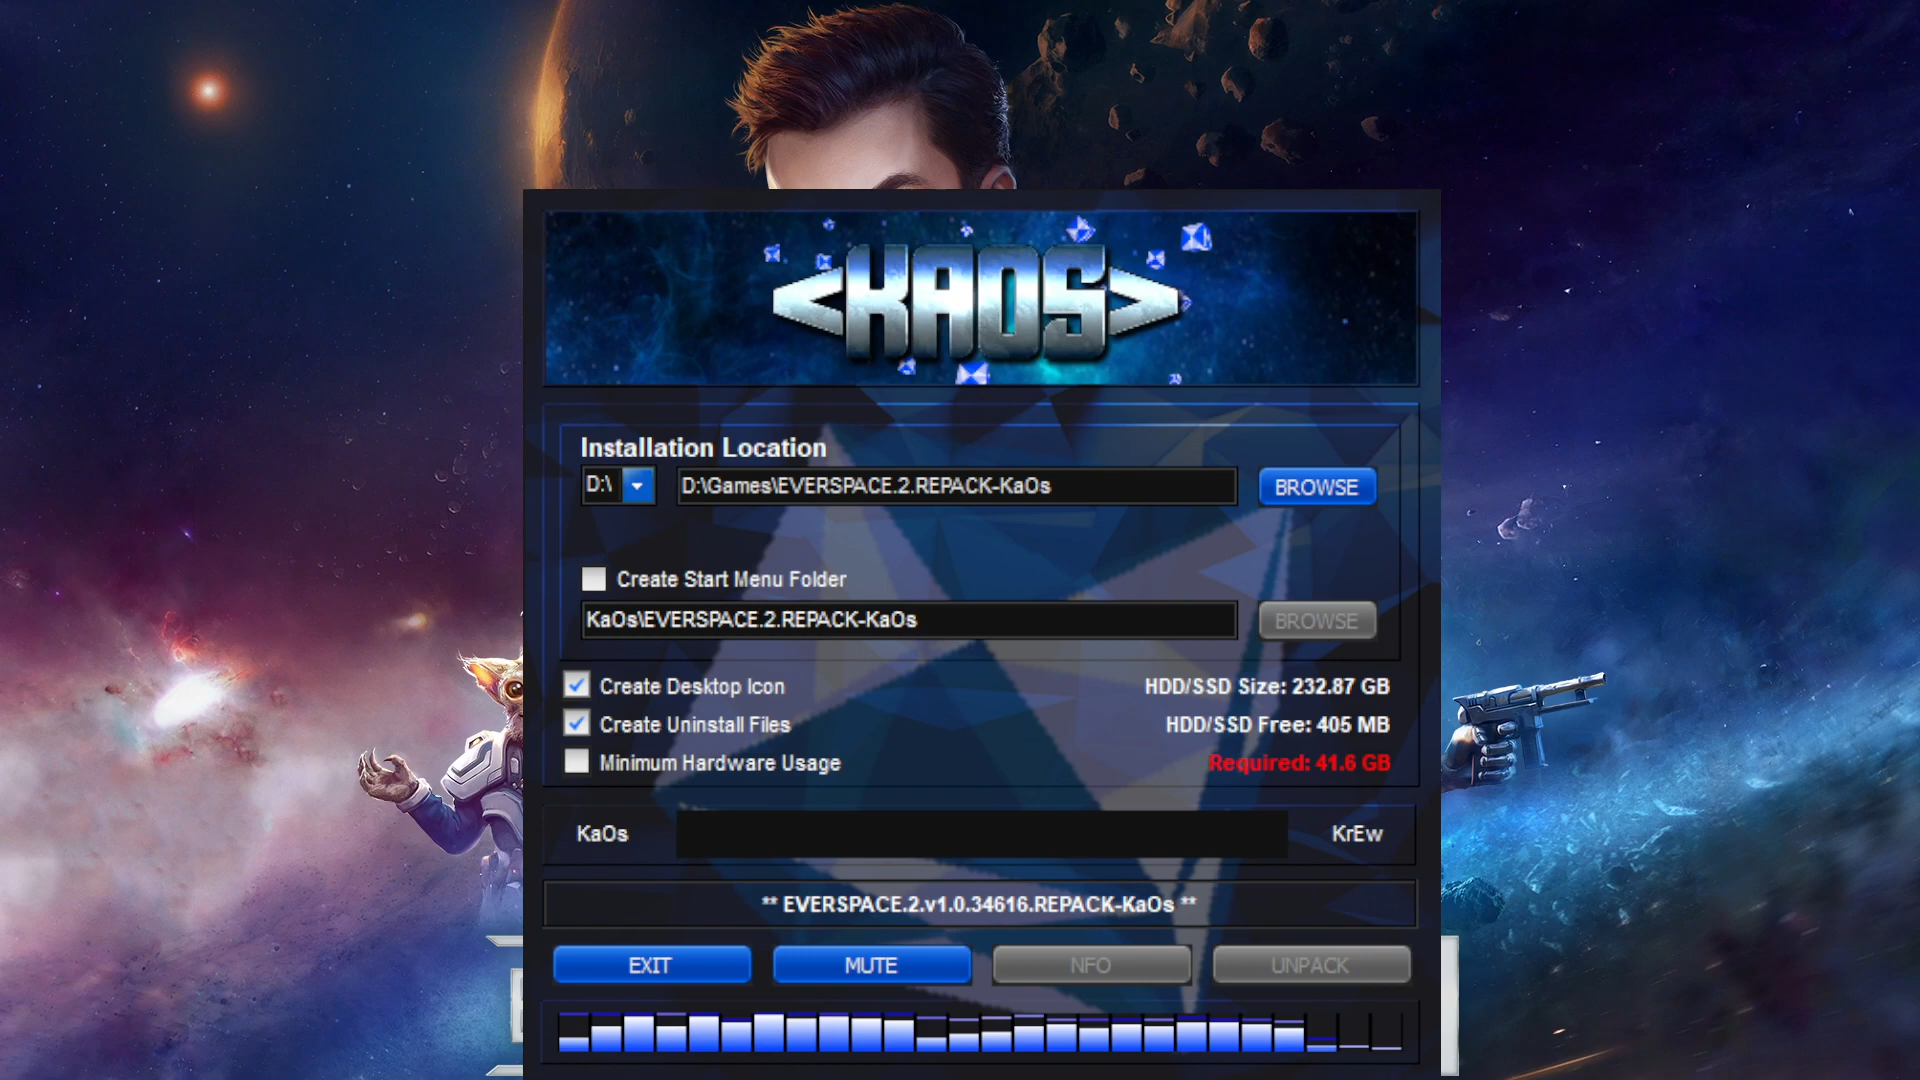 <KAOS>
Installation Location
D:\ D:\Games\EVERSPACE.2.REPACK-KaOs BROWSE
Create Start Menu Folder
KaOs\EVERSPACE.2.REPACK-KaOs BROWSE
Create Desktop Icon HDD/SSD Size: 232.87 GB
Create Uninstall Files HDD/SSD Free: 405 MB
Minimum Hardware Usage Required: 41.6 GB
KaOs KrEw
** EVERSPACE.2.v1.0.34616.REPACK-KaOs **
EXIT MUTE NFO UNPACK